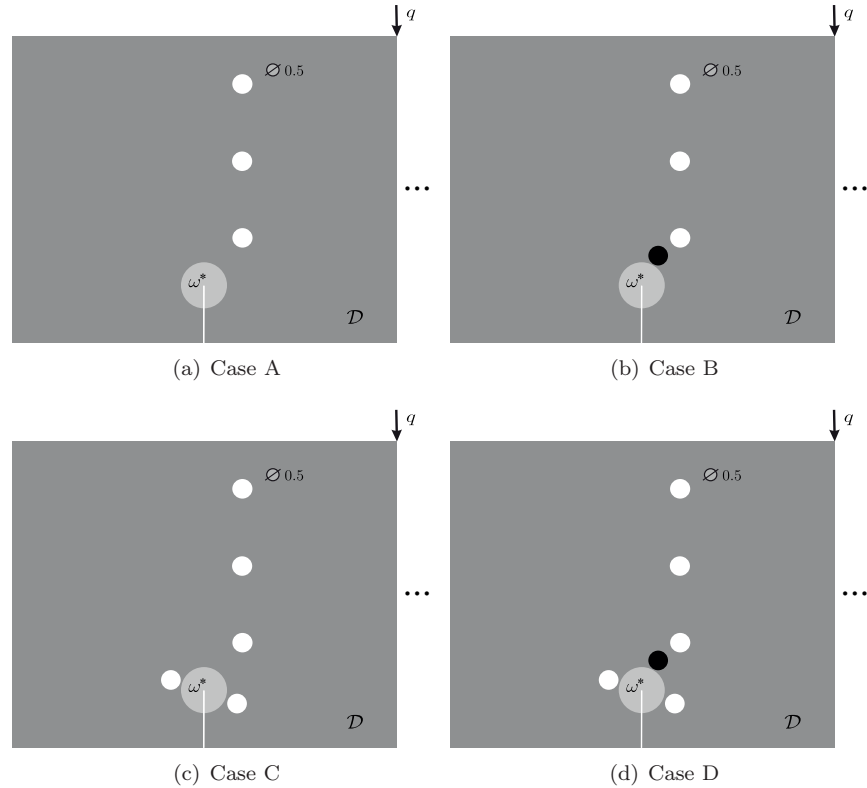 q
q
⌀ 0.5
⌀ 0.5
...
...
ω*
ω*
𝒟
𝒟
(a) Case A
(b) Case B
q
q
⌀ 0.5
⌀ 0.5
...
...
ω*
ω*
𝒟
𝒟
(c) Case C
(d) Case D